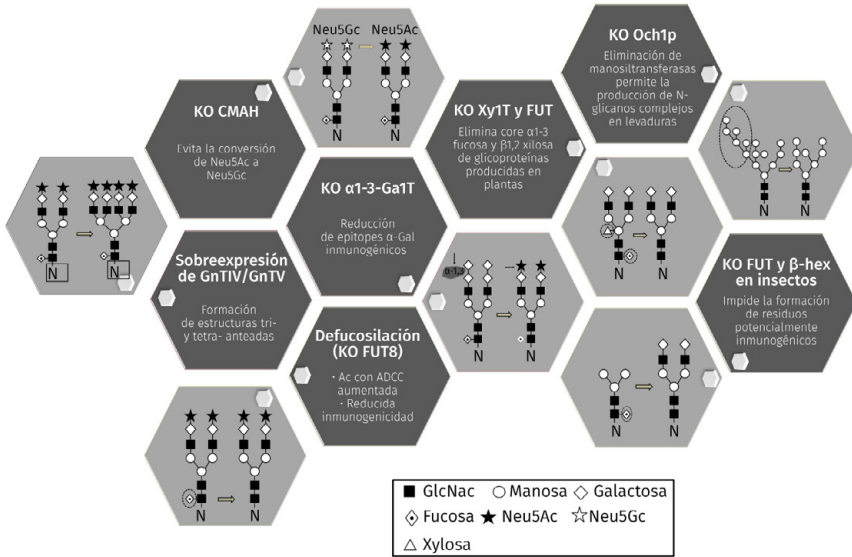 Neu5Gc Neu5Ac
N N
KO CMAH
Evita la conversión
de Neu5Ac a
Neu5Gc
KO Xy1T y FUT
Elimina core α1-3
fucosa y β1,2 xilosa
de glicoproteínas
producidas en
plantas
KO Och1p
Eliminación de
manosiltransferasas
permite la
producción de N-
glicanos complejos
en levaduras
N N
N N
Sobreexpresión
de GnTIV/GnTV
Formación
de estructuras tri-
y tetra- anteadas
KO α1-3-Ga1T
Reducción
de epitopes α-Gal
inmunogénicos
α-1,3
N N
N N
KO FUT y β-hex
en insectos
Impide la formación
de residuos
potencialmente
inmunogénicos
Defucosilación
(KO FUT8)
· Ac con ADCC
aumentada
· Reducida
inmunogenicidad
N N
N N
GlcNac Manosa Galactosa
Fucosa Neu5Ac Neu5Gc
Xylosa